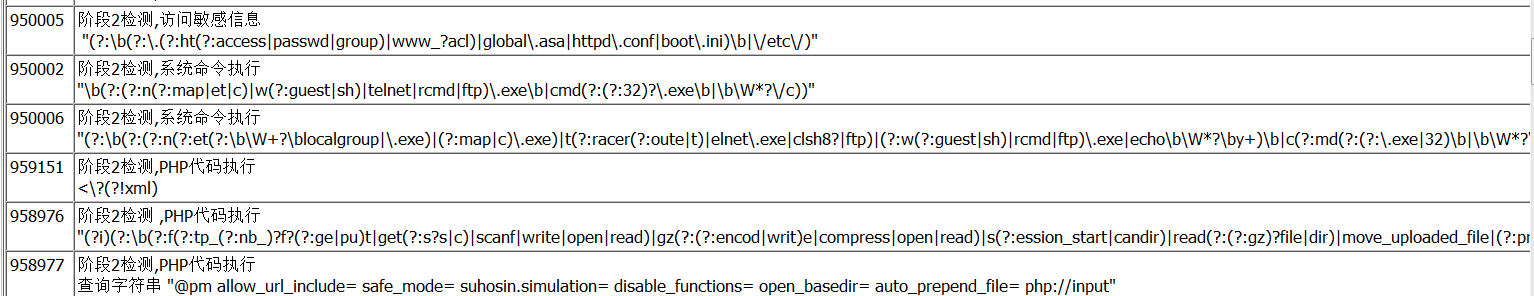 950005 阶段2检测,访问敏感信息
"(?:\b(?:\.(?:ht(?:access|passwd|group)|www_?acl)|global\.asa|httpd\.conf|boot\.ini)\b|\/etc\/)"
950002 阶段2检测,系统命令执行
"\b(?:(?:n(?:map|et|c)|w(?:guest|sh)|telnet|rcmd|ftp)\.exe\b|cmd(?:(?:32)?\.exe\b|\b\W*?\/c))"
950006 阶段2检测,系统命令执行
"(?:\b(?:(?:n(?:et(?:\b\W+?\blocalgroup|\.exe)|(?:map|c)\.exe)|t(?:racer(?:oute|t)|elnet\.exe|clsh8?|ftp)|(?:w(?:guest|sh)|rcmd|ftp)\.exe|echo\b\W*?\by+)\b|c(?:md(?:(?:\.exe|32)\b|\b\W*?
959151 阶段2检测,PHP代码执行
<\?(?!xml)
958976 阶段2检测 ,PHP代码执行
"(?i)(?:\b(?:f(?:tp_(?:nb_)?f?(?:ge|pu)t|get(?:s?s|c)|scanf|write|open|read)|gz(?:(?:encod|writ)e|compress|open|read)|s(?:ession_start|candir)|read(?:(?:gz)?file|dir)|move_uploaded_file|(?:pr
958977 阶段2检测,PHP代码执行
查询字符串 "@pm allow_url_include= safe_mode= suhosin.simulation= disable_functions= open_basedir= auto_prepend_file= php://input"